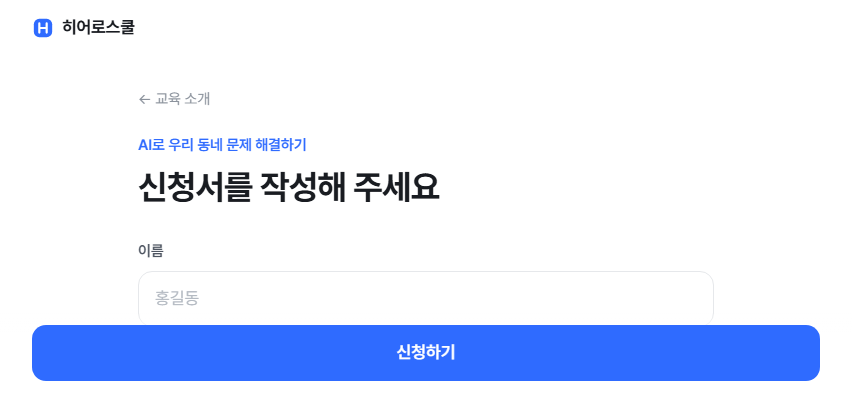 H 히어로스쿨
← 교육 소개
AI로 우리 동네 문제 해결하기
신청서를 작성해 주세요
이름
홍길동
신청하기